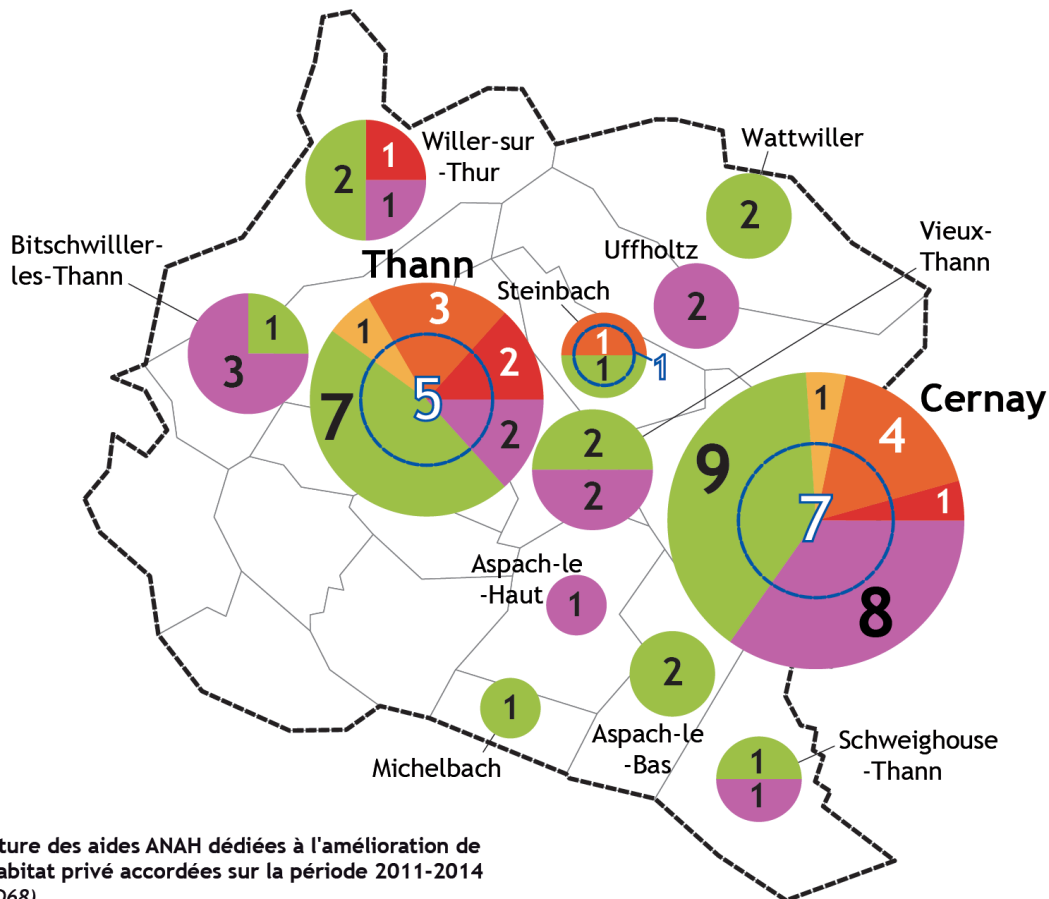 Willer-sur
-Thur
1
2
1
Wattwiller
2
Vieux-
Thann
Bitschwilller-
les-Thann
Uffholtz
2
Thann
Steinbach
1
3
1
3
2
7
5
2
1
1
1
Cernay
2
2
1
4
9
1
7
8
Aspach-le
-Haut
1
2
Aspach-le
-Bas
1
Michelbach
Schweighouse
-Thann
1
1
ture des aides ANAH dédiées à l'amélioration de
abitat privé accordées sur la période 2011-2014